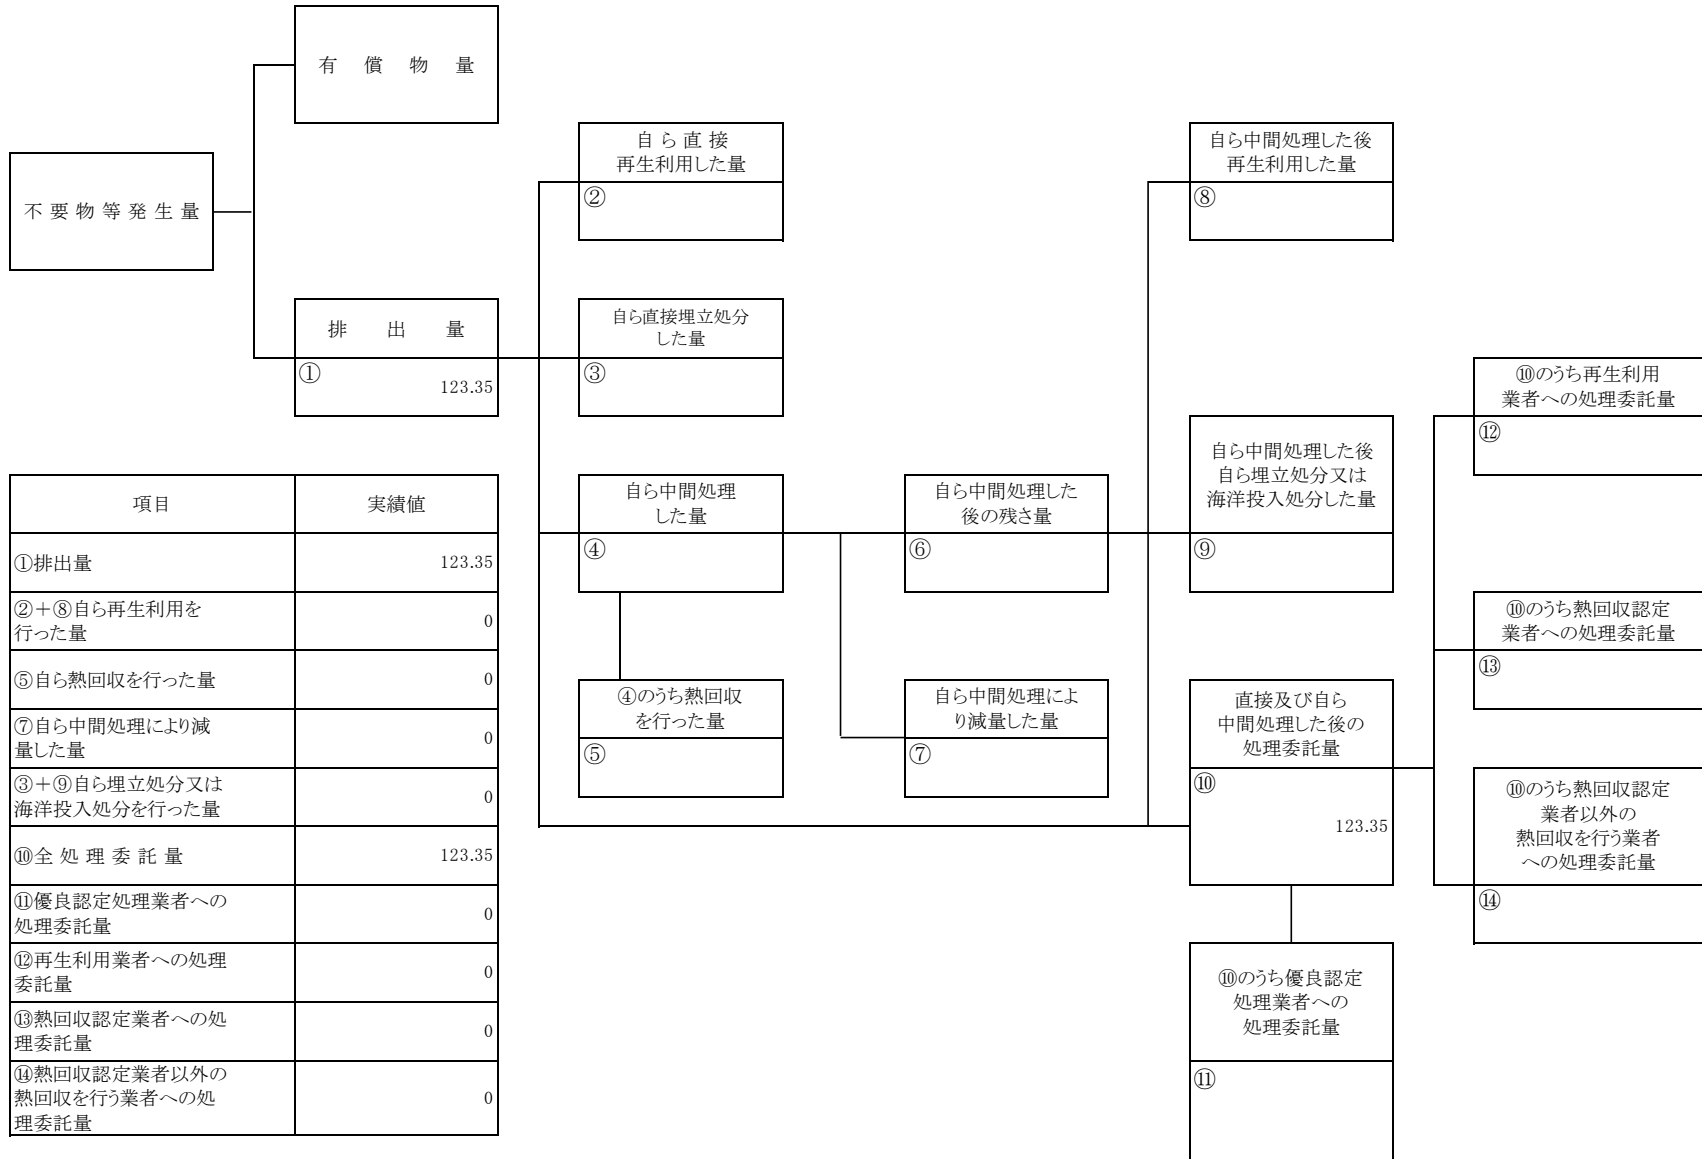 有 償 物 量
不 要 物 等 発 生 量
排 出 量
①
123.35
自 ら 直 接
再生利用した量
②
自ら直接埋立処分
した量
③
自ら中間処理
した量
④
④のうち熱回収
を行った量
⑤
自ら中間処理した
後の残さ量
⑥
自ら中間処理によ
り減量した量
⑦
自ら中間処理した後
再生利用した量
⑧
自ら中間処理した後
自ら埋立処分又は
海洋投入処分した量
⑨
直接及び自ら
中間処理した後の
処理委託量
⑩
123.35
⑩のうち優良認定
処理業者への
処理委託量
⑪
⑩のうち再生利用
業者への処理委託量
⑫
⑩のうち熱回収認定
業者への処理委託量
⑬
⑩のうち熱回収認定
業者以外の
熱回収を行う業者
への処理委託量
⑭
項目 実績値
①排出量 123.35
②+⑧自ら再生利用を
行った量 0
⑤自ら熱回収を行った量 0
⑦自ら中間処理により減
量した量 0
③+⑨自ら埋立処分又は
海洋投入処分を行った量 0
⑩全 処 理 委 託 量 123.35
⑪優良認定処理業者への
処理委託量 0
⑫再生利用業者への処理
委託量 0
⑬熱回収認定業者への処
理委託量 0
⑭熱回収認定業者以外の
熱回収を行う業者への処
理委託量 0